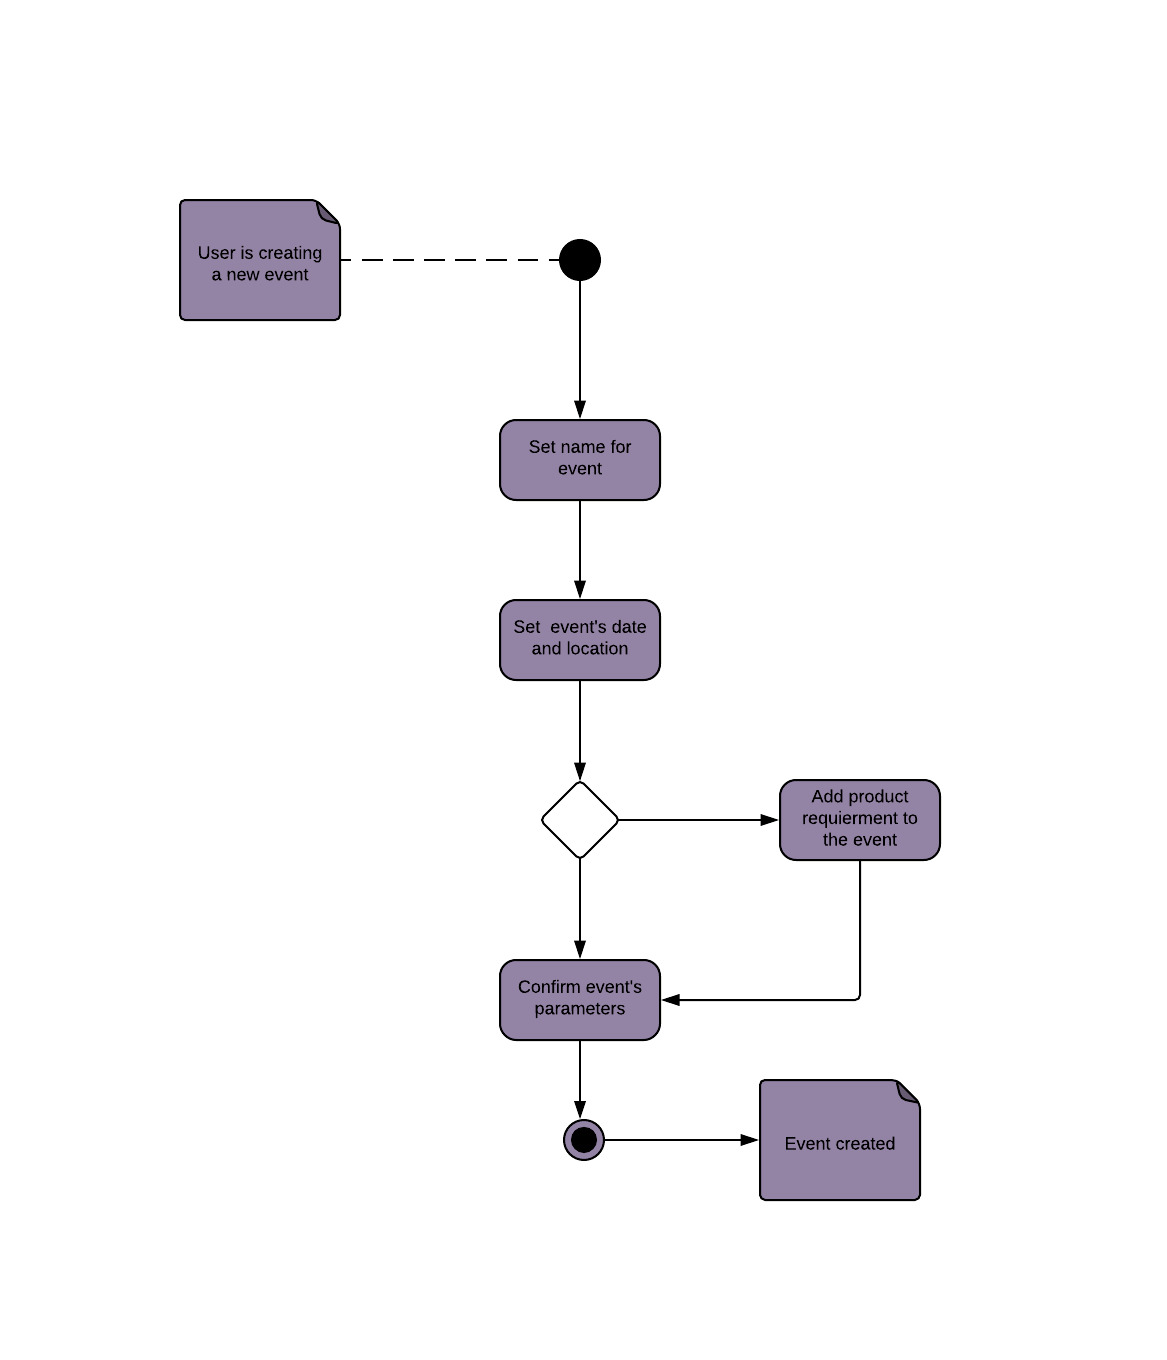 User is creating
a new event
Set name for
event
Set  event's date
and location
Add product
requierment to
the event
Confirm event's
parameters
Event created